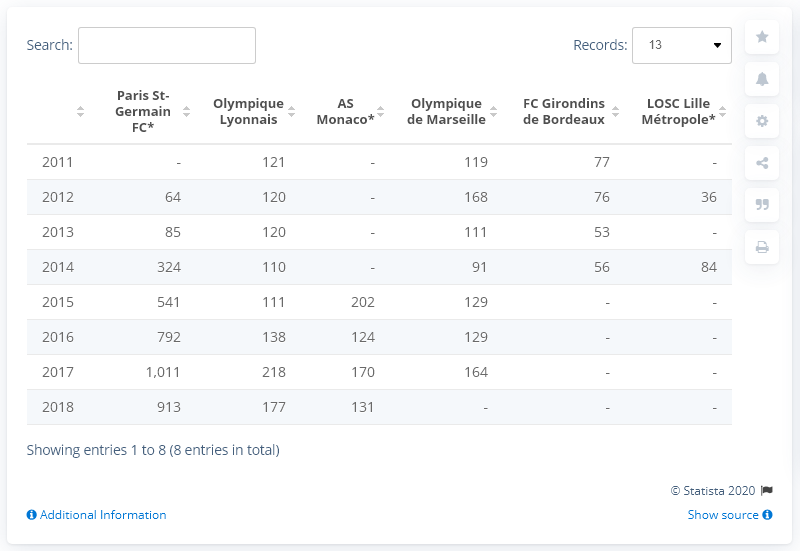 Search:
Records: 13
Paris St-Germain FC* Olympique Lyonnais AS Monaco* Olympique de Marseille FC Girondins de Bordeaux LOSC Lille Métropole*
2011 - 121 - 119 77 -
2012 64 120 - 168 76 36
2013 85 120 - 111 53 -
2014 324 110 - 91 56 84
2015 541 111 202 129 - -
2016 792 138 124 129 - -
2017 1,011 218 170 164 - -
2018 913 177 131 - - -
Showing entries 1 to 8 (8 entries in total)
© Statista 2020
Additional Information
Show source